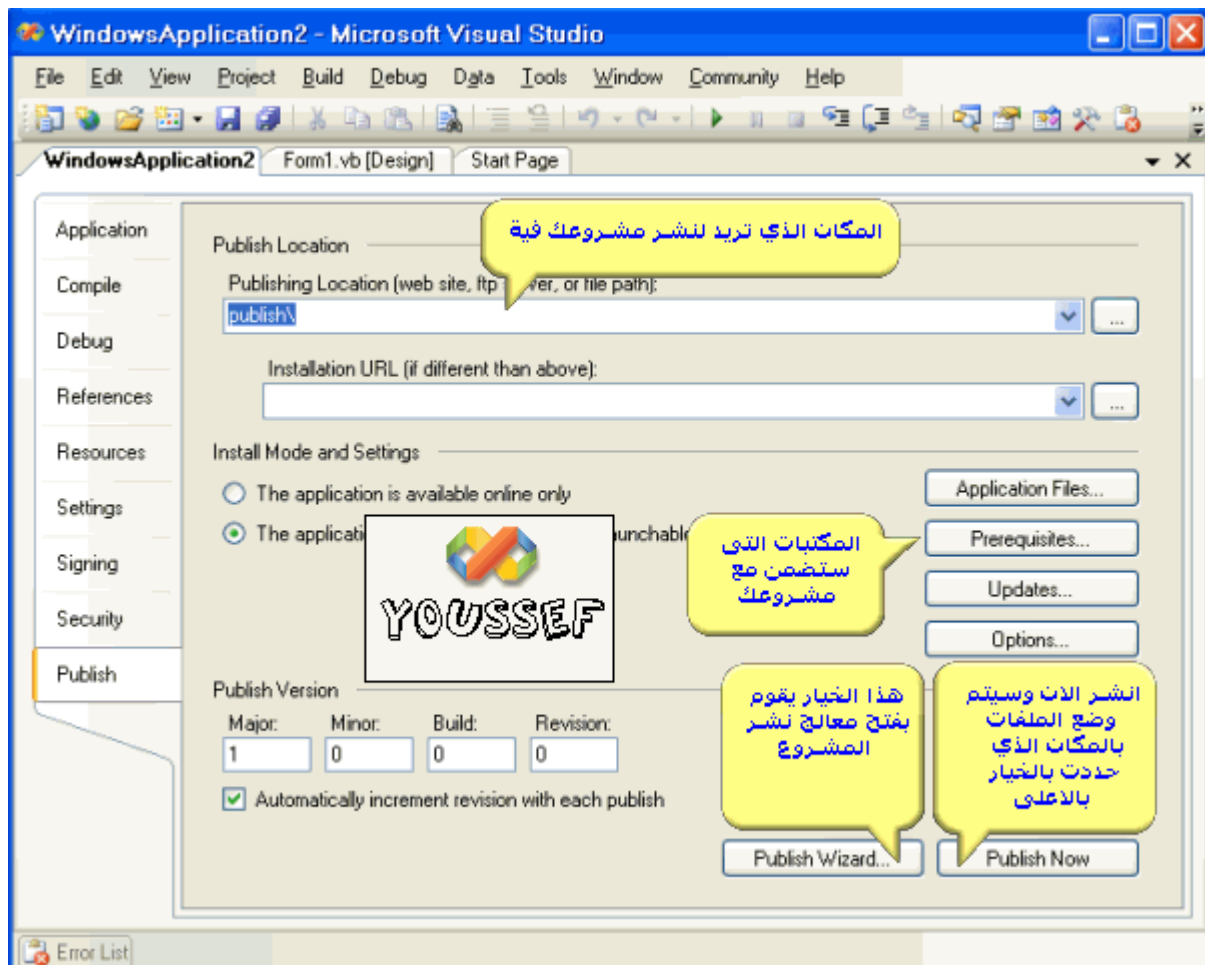 WindowsApplication2 - Microsoft Visual Studio
File Edit View Project Build Debug Data Tools Window Community Help
WindowsApplication2 Form1.vb [Design] Start Page
Application
Compile
Debug
References
Resources
Settings
Signing
Security
Publish
المكان الذي تريد لنشر مشروعك فية
Publish Location
Publishing Location (web site, ftp server, or file path):
publish\
...
Installation URL (if different than above):
...
Install Mode and Settings
The application is available online only
The applicati
unchabl
YOUSSEF
Application Files...
Prerequisites...
Updates...
Options...
المكتبات التى
ستضمن مع
مشروعك
Publish Version
Major: Minor: Build: Revision:
1 0 0 0
Automatically increment revision with each publish
هذا الخيار يقوم
بفتح معالج نشر
المشروع
انشر الان وسيتم
وضع الملفات
بالمكان الذي
حددت بالخيار
بالاعلى
Publish Wizard... Publish Now
Error List